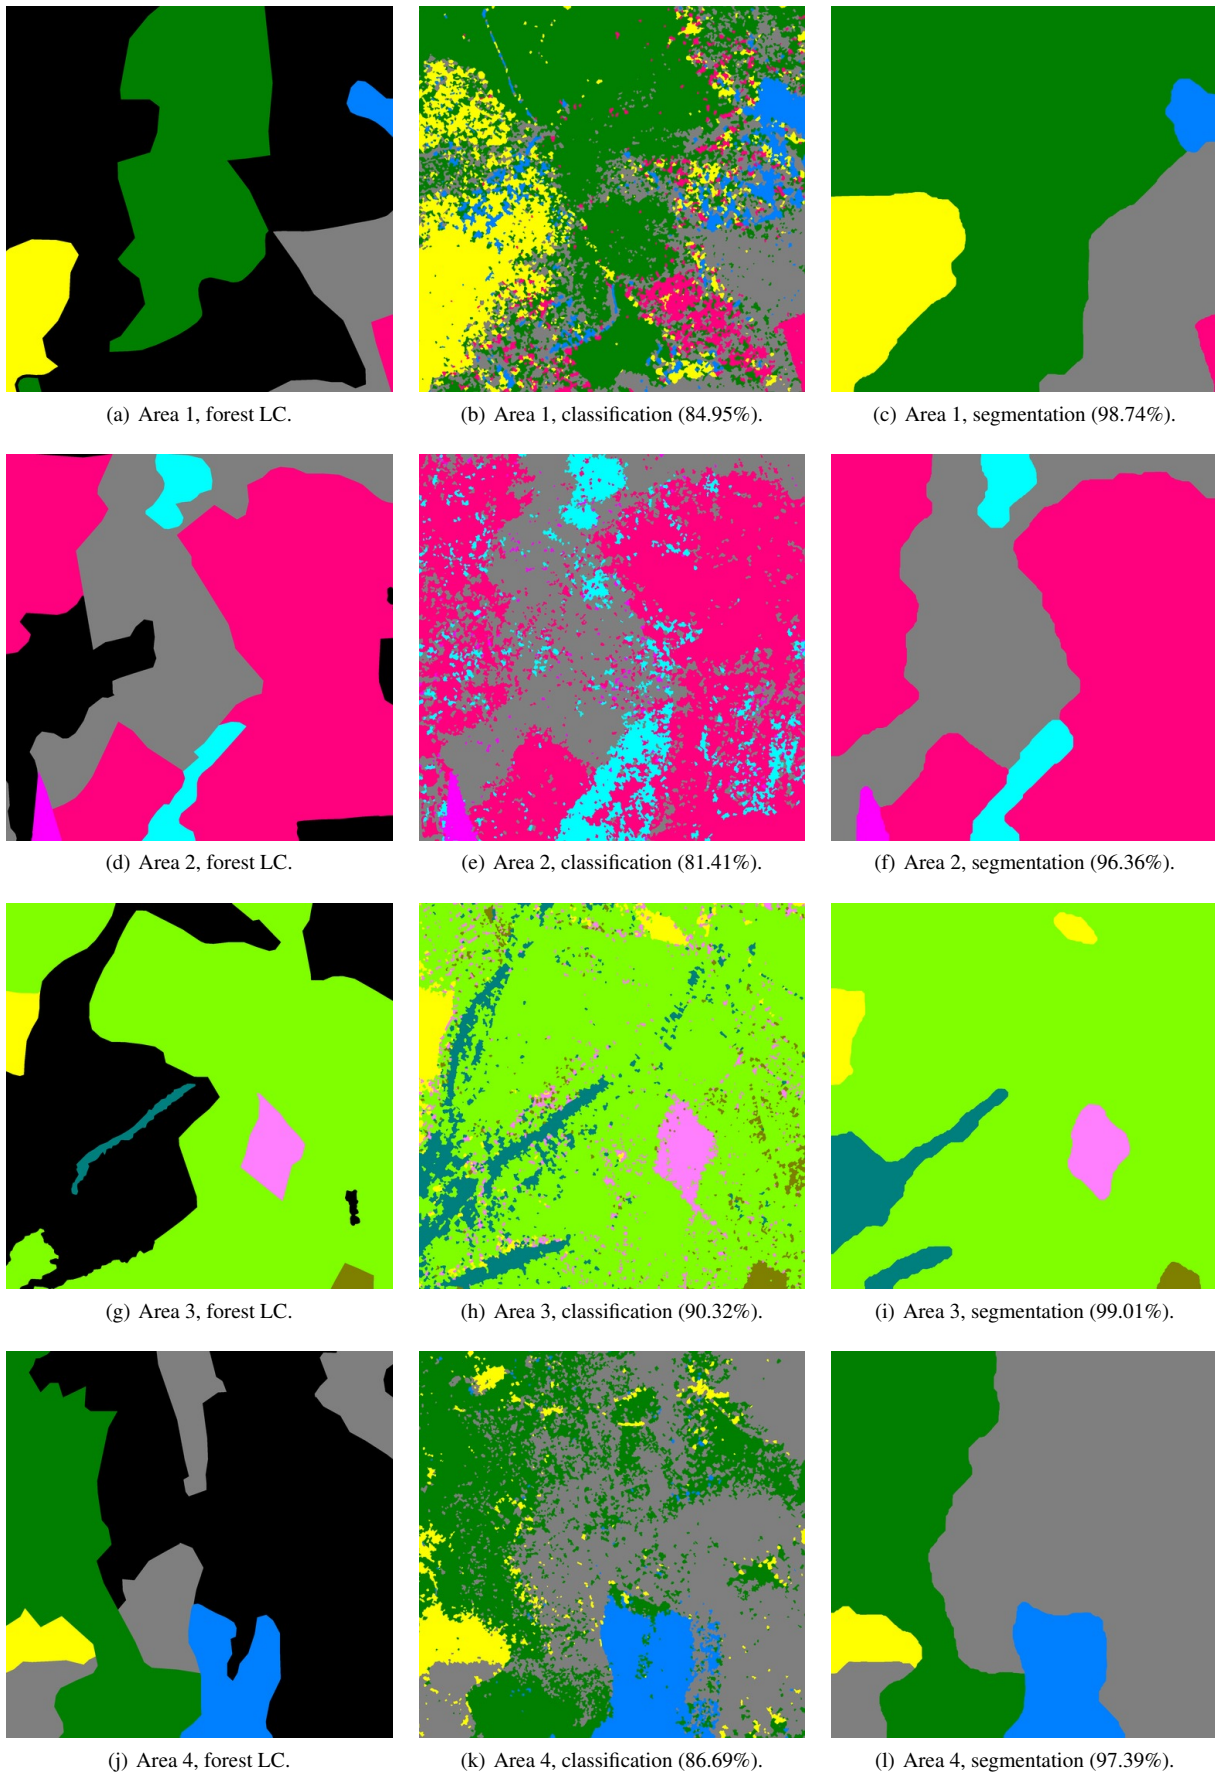 (a) Area 1, forest LC.
(b) Area 1, classification (84.95%).
(c) Area 1, segmentation (98.74%).
(d) Area 2, forest LC.
(e) Area 2, classification (81.41%).
(f) Area 2, segmentation (96.36%).
(g) Area 3, forest LC.
(h) Area 3, classification (90.32%).
(i) Area 3, segmentation (99.01%).
(j) Area 4, forest LC.
(k) Area 4, classification (86.69%).
(l) Area 4, segmentation (97.39%).